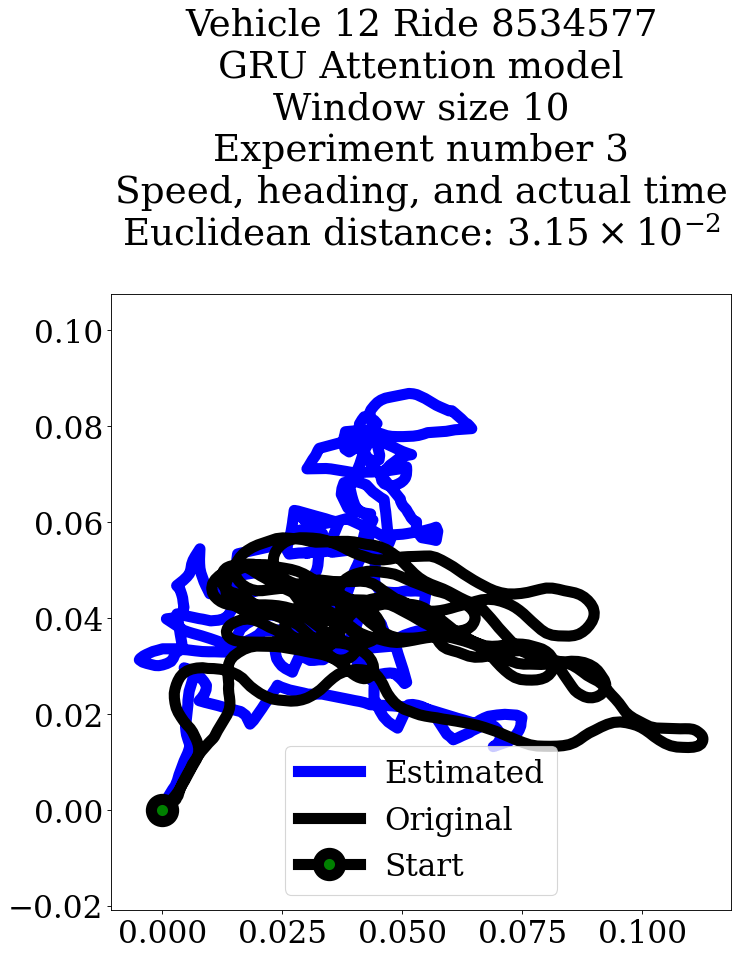 Vehicle 12 Ride 8534577
GRU Attention model
Window size 10
Experiment number 3
Speed, heading, and actual time
Euclidean distance: 3.15 × 10⁻²
0.10
0.08
0.06
0.04
0.02
0.00
−0.02
Estimated
Original
Start
0.000 0.025 0.050 0.075 0.100